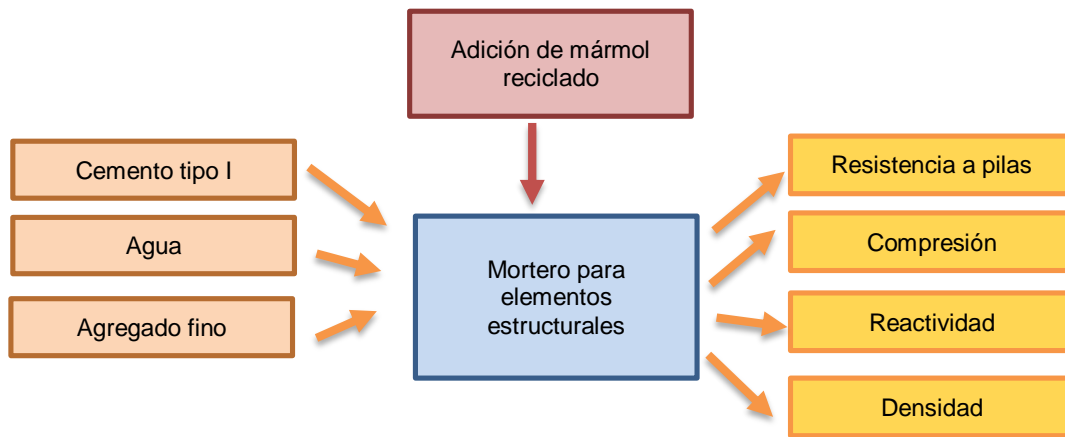 Adición de mármol
reciclado
Cemento tipo I
Agua
Agregado fino
Mortero para
elementos
estructurales
Resistencia a pilas
Compresión
Reactividad
Densidad